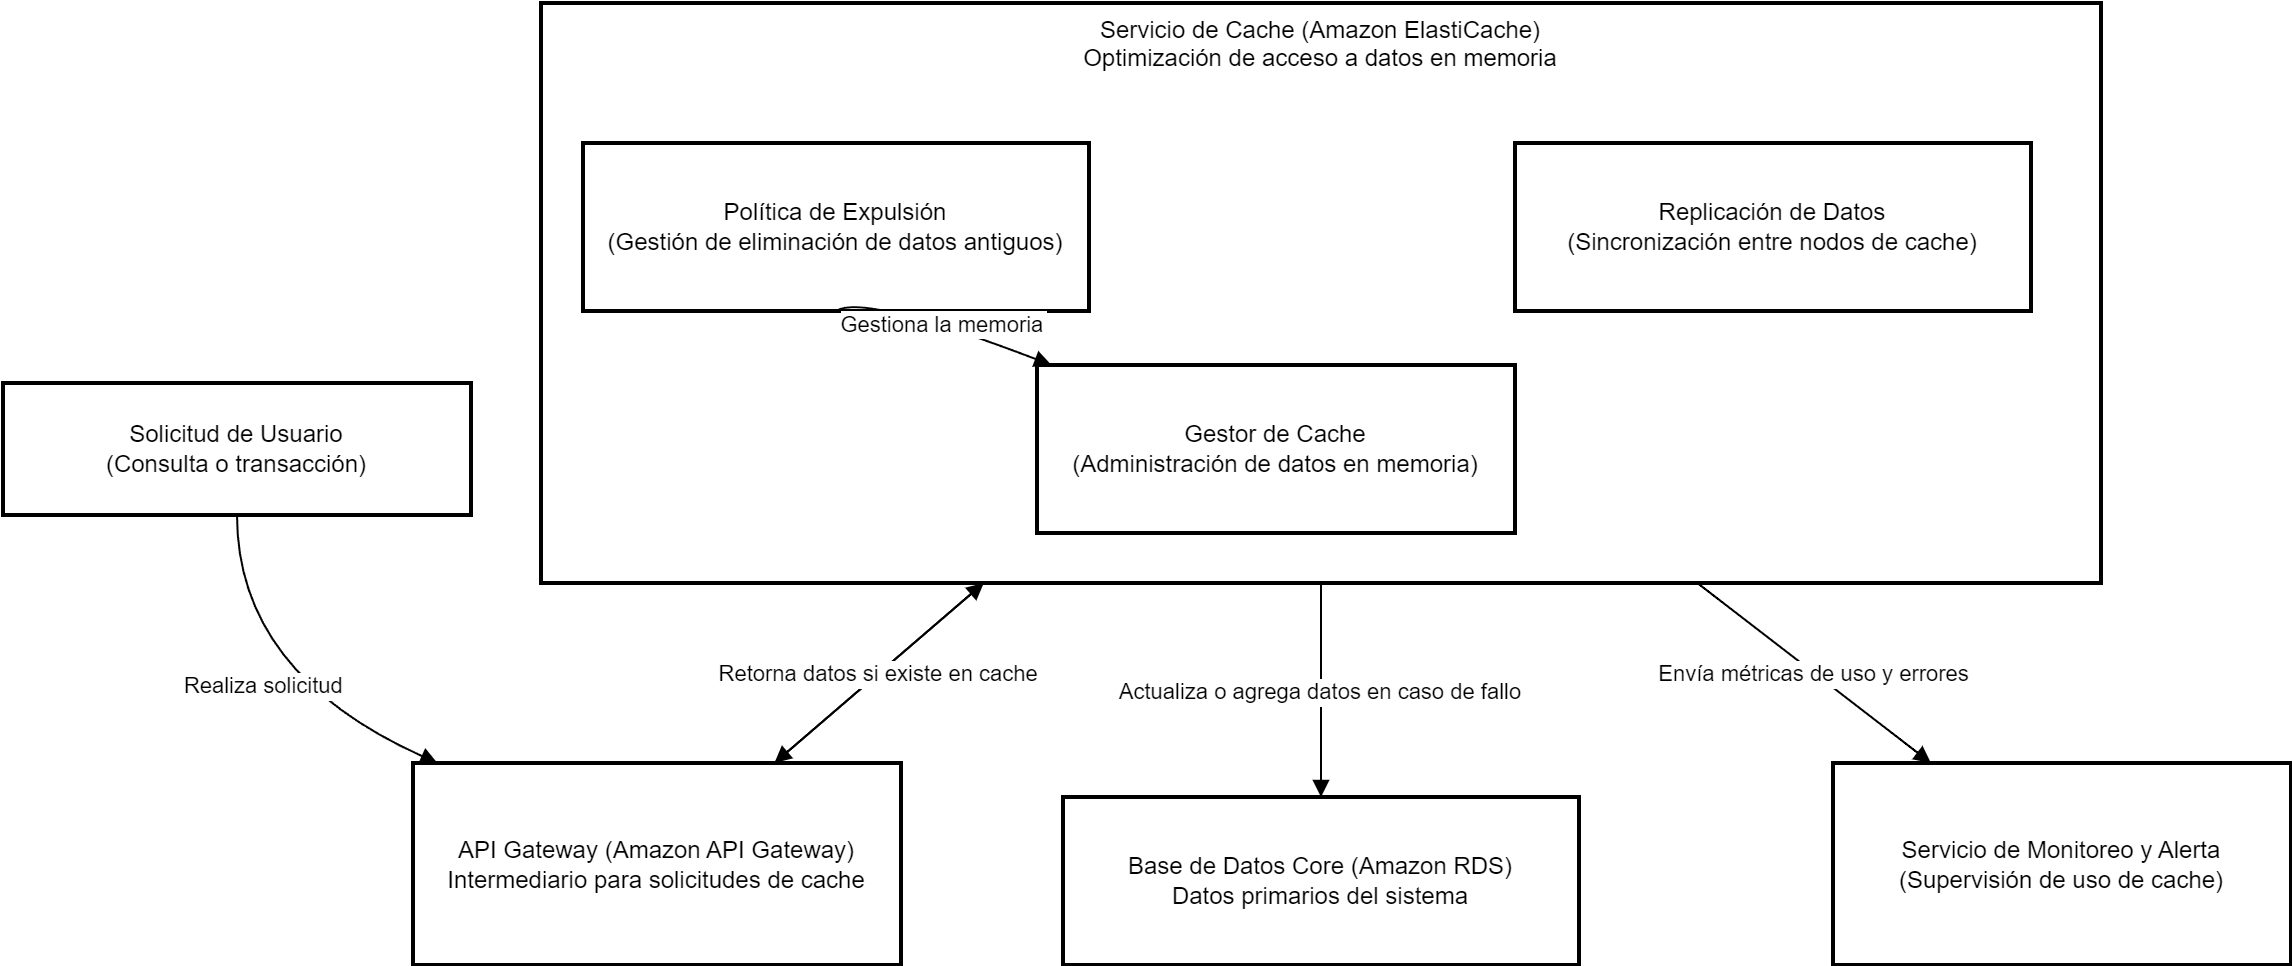 Servicio de Cache (Amazon ElastiCache)
Optimización de acceso a datos en memoria
Política de Expulsión
(Gestión de eliminación de datos antiguos)
Replicación de Datos
(Sincronización entre nodos de cache)
Gestiona la memoria
Gestor de Cache
(Administración de datos en memoria)
Solicitud de Usuario
(Consulta o transacción)
Realiza solicitud
Retorna datos si existe en cache
Actualiza o agrega datos en caso de fallo
Envía métricas de uso y errores
API Gateway (Amazon API Gateway)
Intermediario para solicitudes de cache
Base de Datos Core (Amazon RDS)
Datos primarios del sistema
Servicio de Monitoreo y Alerta
(Supervisión de uso de cache)